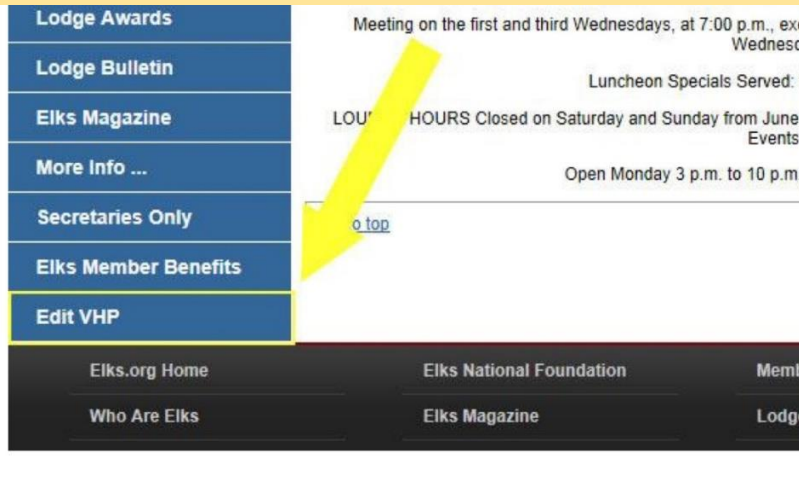 Lodge Awards
Lodge Bulletin
Elks Magazine
More Info ...
Secretaries Only
Elks Member Benefits
Edit VHP
Meeting on the first and third Wednesdays, at 7:00 p.m.,
Luncheon Specials Served:
HOURS Closed on Saturday and Sunday from June
Events
Open Monday 3 p.m. to 10 p.m.
top
Elks.org Home
Elks National Foundation
Who Are Elks
Elks Magazine